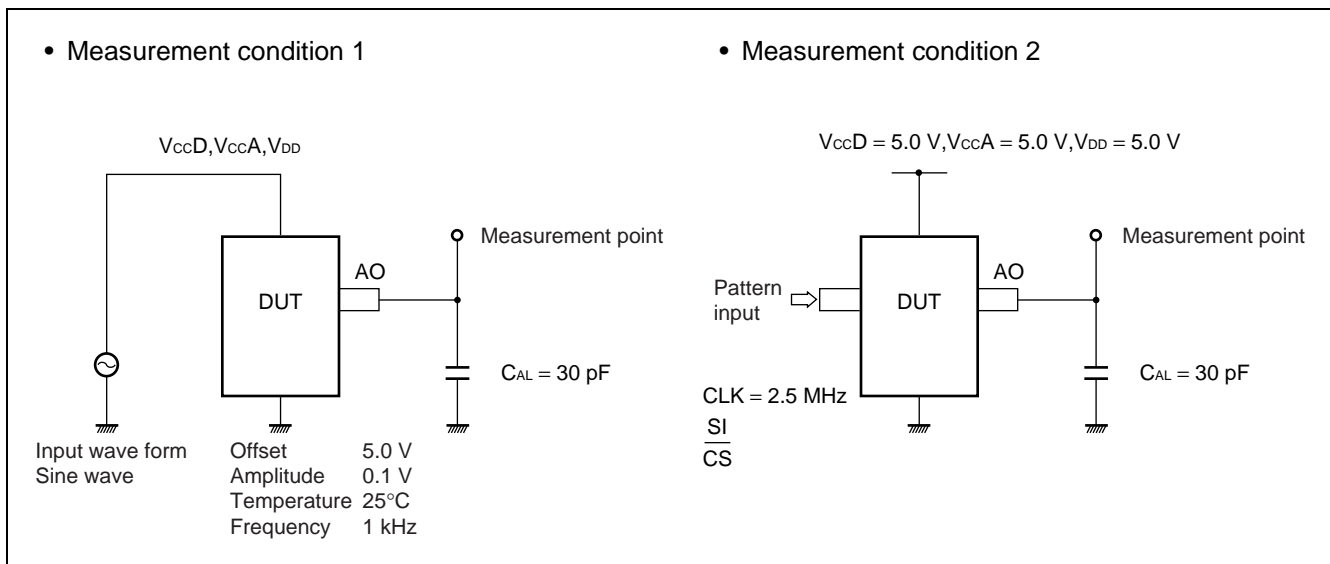 • Measurement condition 1
VCCD,VCCA,VDD
Measurement point
AO
DUT
CAL = 30 pF
Input wave form
Sine wave
Offset 5.0 V
Amplitude 0.1 V
Temperature 25°C
Frequency 1 kHz
• Measurement condition 2
VCCD = 5.0 V,VCCA = 5.0 V,VDD = 5.0 V
Measurement point
AO
Pattern
input
DUT
CAL = 30 pF
CLK = 2.5 MHz
SI
C̅S̅